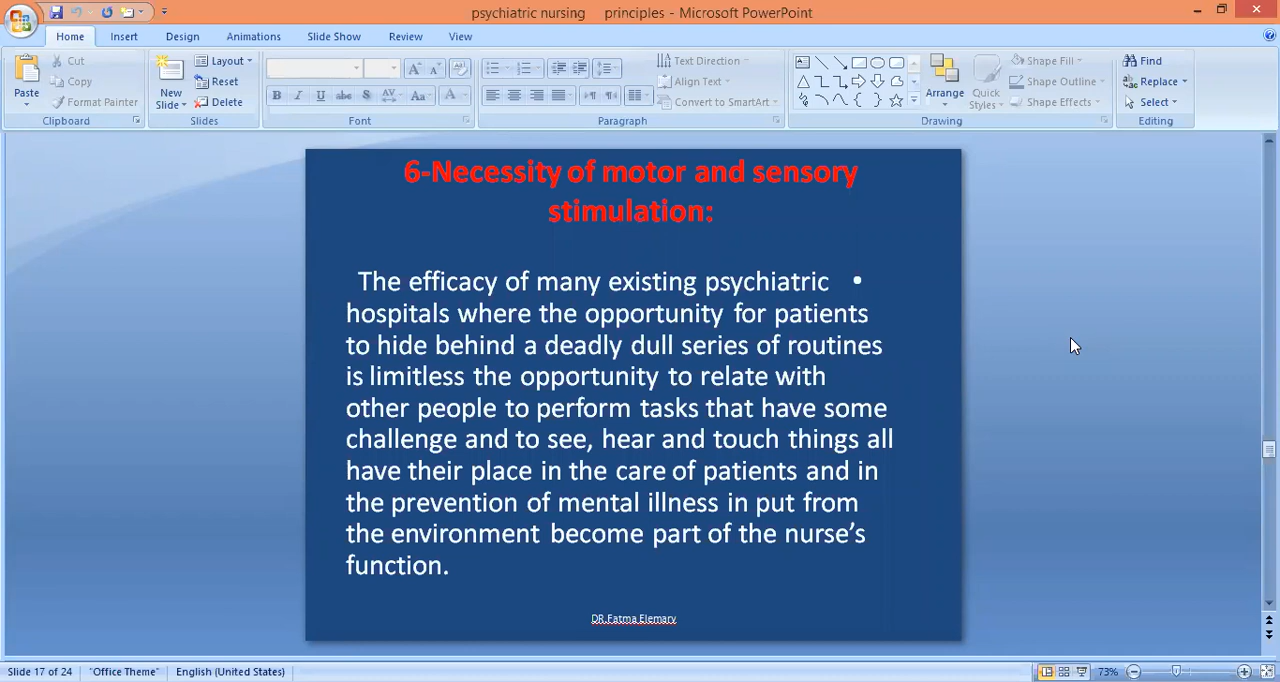 psychiatric nursing principles - Microsoft PowerPoint
Home Insert Design Animations Slide Show Review View
Paste
Cut
Copy
Format Painter
Clipboard
New Slide
Layout
Reset
Delete
Slides
B I U abc S AV Aa A
Font
Text Direction
Align Text
Convert to SmartArt
Paragraph
Arrange
Quick Styles
Shape Fill
Shape Outline
Shape Effects
Drawing
Find
Replace
Select
Editing
6-Necessity of motor and sensory
stimulation:
The efficacy of many existing psychiatric •
hospitals where the opportunity for patients
to hide behind a deadly dull series of routines
is limitless the opportunity to relate with
other people to perform tasks that have some
challenge and to see, hear and touch things all
have their place in the care of patients and in
the prevention of mental illness in put from
the environment become part of the nurse’s
function.
DR.Fatma Elemary
Slide 17 of 24 "Office Theme" English (United States) 73%